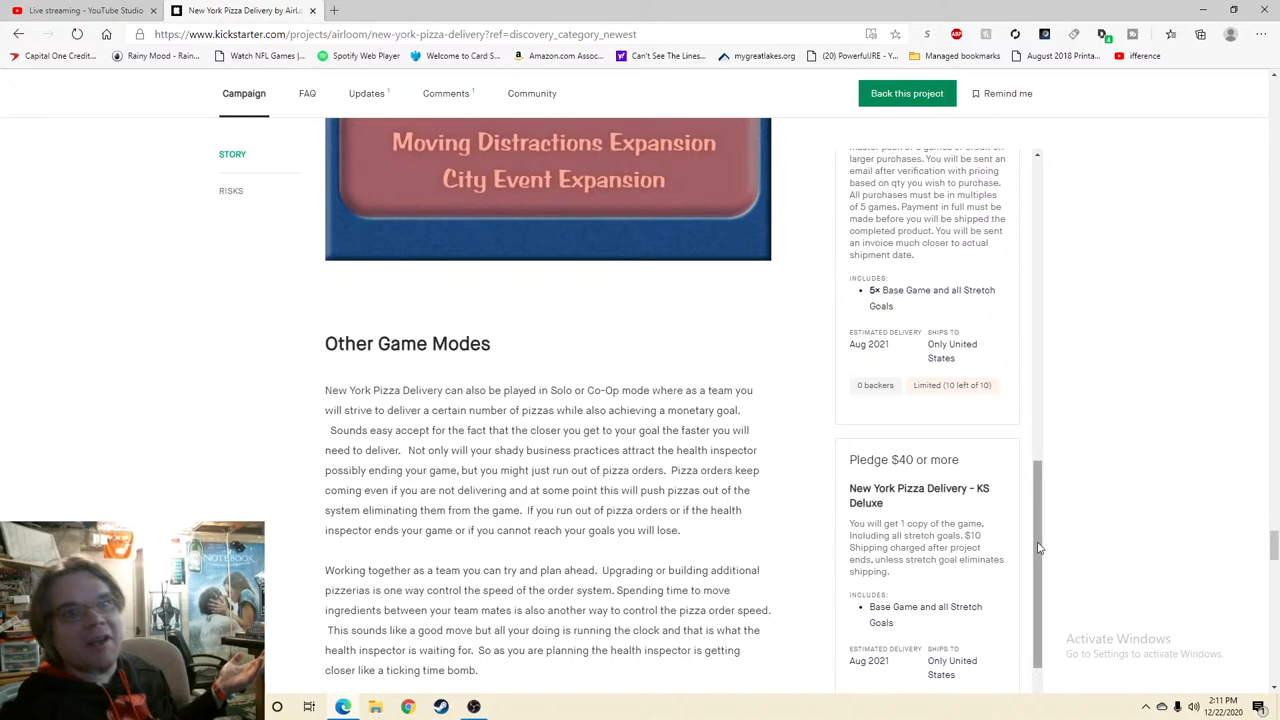 Live streaming - YouTube Studio
New York Pizza Delivery by AirLo
https://www.kickstarter.com/projects/airloom/new-york-pizza-delivery?ref=discovery_category_newest
Capital One Credit...
Rainy Mood - Rain...
Watch NFL Games |...
Spotify Web Player
Welcome to Card S...
Amazon.com Assoc...
Can't See The Lines...
mygreatlakes.org
(20) PowerfulJRE - Y...
Managed bookmarks
August 2018 Printa...
ifference
Campaign
FAQ
Updates 1
Comments 1
Community
Back this project
Remind me
STORY
RISKS
Moving Distractions Expansion
City Event Expansion
Other Game Modes
New York Pizza Delivery can also be played in Solo or Co-Op mode where as a team you
will strive to deliver a certain number of pizzas while also achieving a monetary goal.
Sounds easy accept for the fact that the closer you get to your goal the faster you will
need to deliver. Not only will your shady business practices attract the health inspector
possibly ending your game, but you might just run out of pizza orders. Pizza orders keep
coming even if you are not delivering and at some point this will push pizzas out of the
system eliminating them from the game. If you run out of pizza orders or if the health
inspector ends your game or if you cannot reach your goals you will lose.
Working together as a team you can try and plan ahead. Upgrading or building additional
pizzerias is one way control the speed of the order system. Spending time to move
ingredients between your team mates is also another way to control the pizza order speed.
This sounds like a good move but all your doing is running the clock and that is what the
health inspector is waiting for. So as you are planning the health inspector is getting
closer like a ticking time bomb.
larger purchases. You will be sent an
email after verification with pricing
based on qty you wish to purchase.
All purchases must be in multiples
of 5 games. Payment in full must be
made before you will be shipped the
completed product. You will be sent
an invoice much closer to actual
shipment date.
INCLUDES:
5× Base Game and all Stretch
Goals
ESTIMATED DELIVERY SHIPS TO
Aug 2021 Only United
States
0 backers Limited (10 left of 10)
Pledge $40 or more
New York Pizza Delivery - KS
Deluxe
You will get 1 copy of the game,
Including all stretch goals. $10
Shipping charged after project
ends, unless stretch goal eliminates
shipping.
INCLUDES:
Base Game and all Stretch
Goals
ESTIMATED DELIVERY SHIPS TO
Aug 2021 Only United
States
NOTEBOOK
Activate Windows
Go to Settings to activate Windows.
2:11 PM
12/22/2020